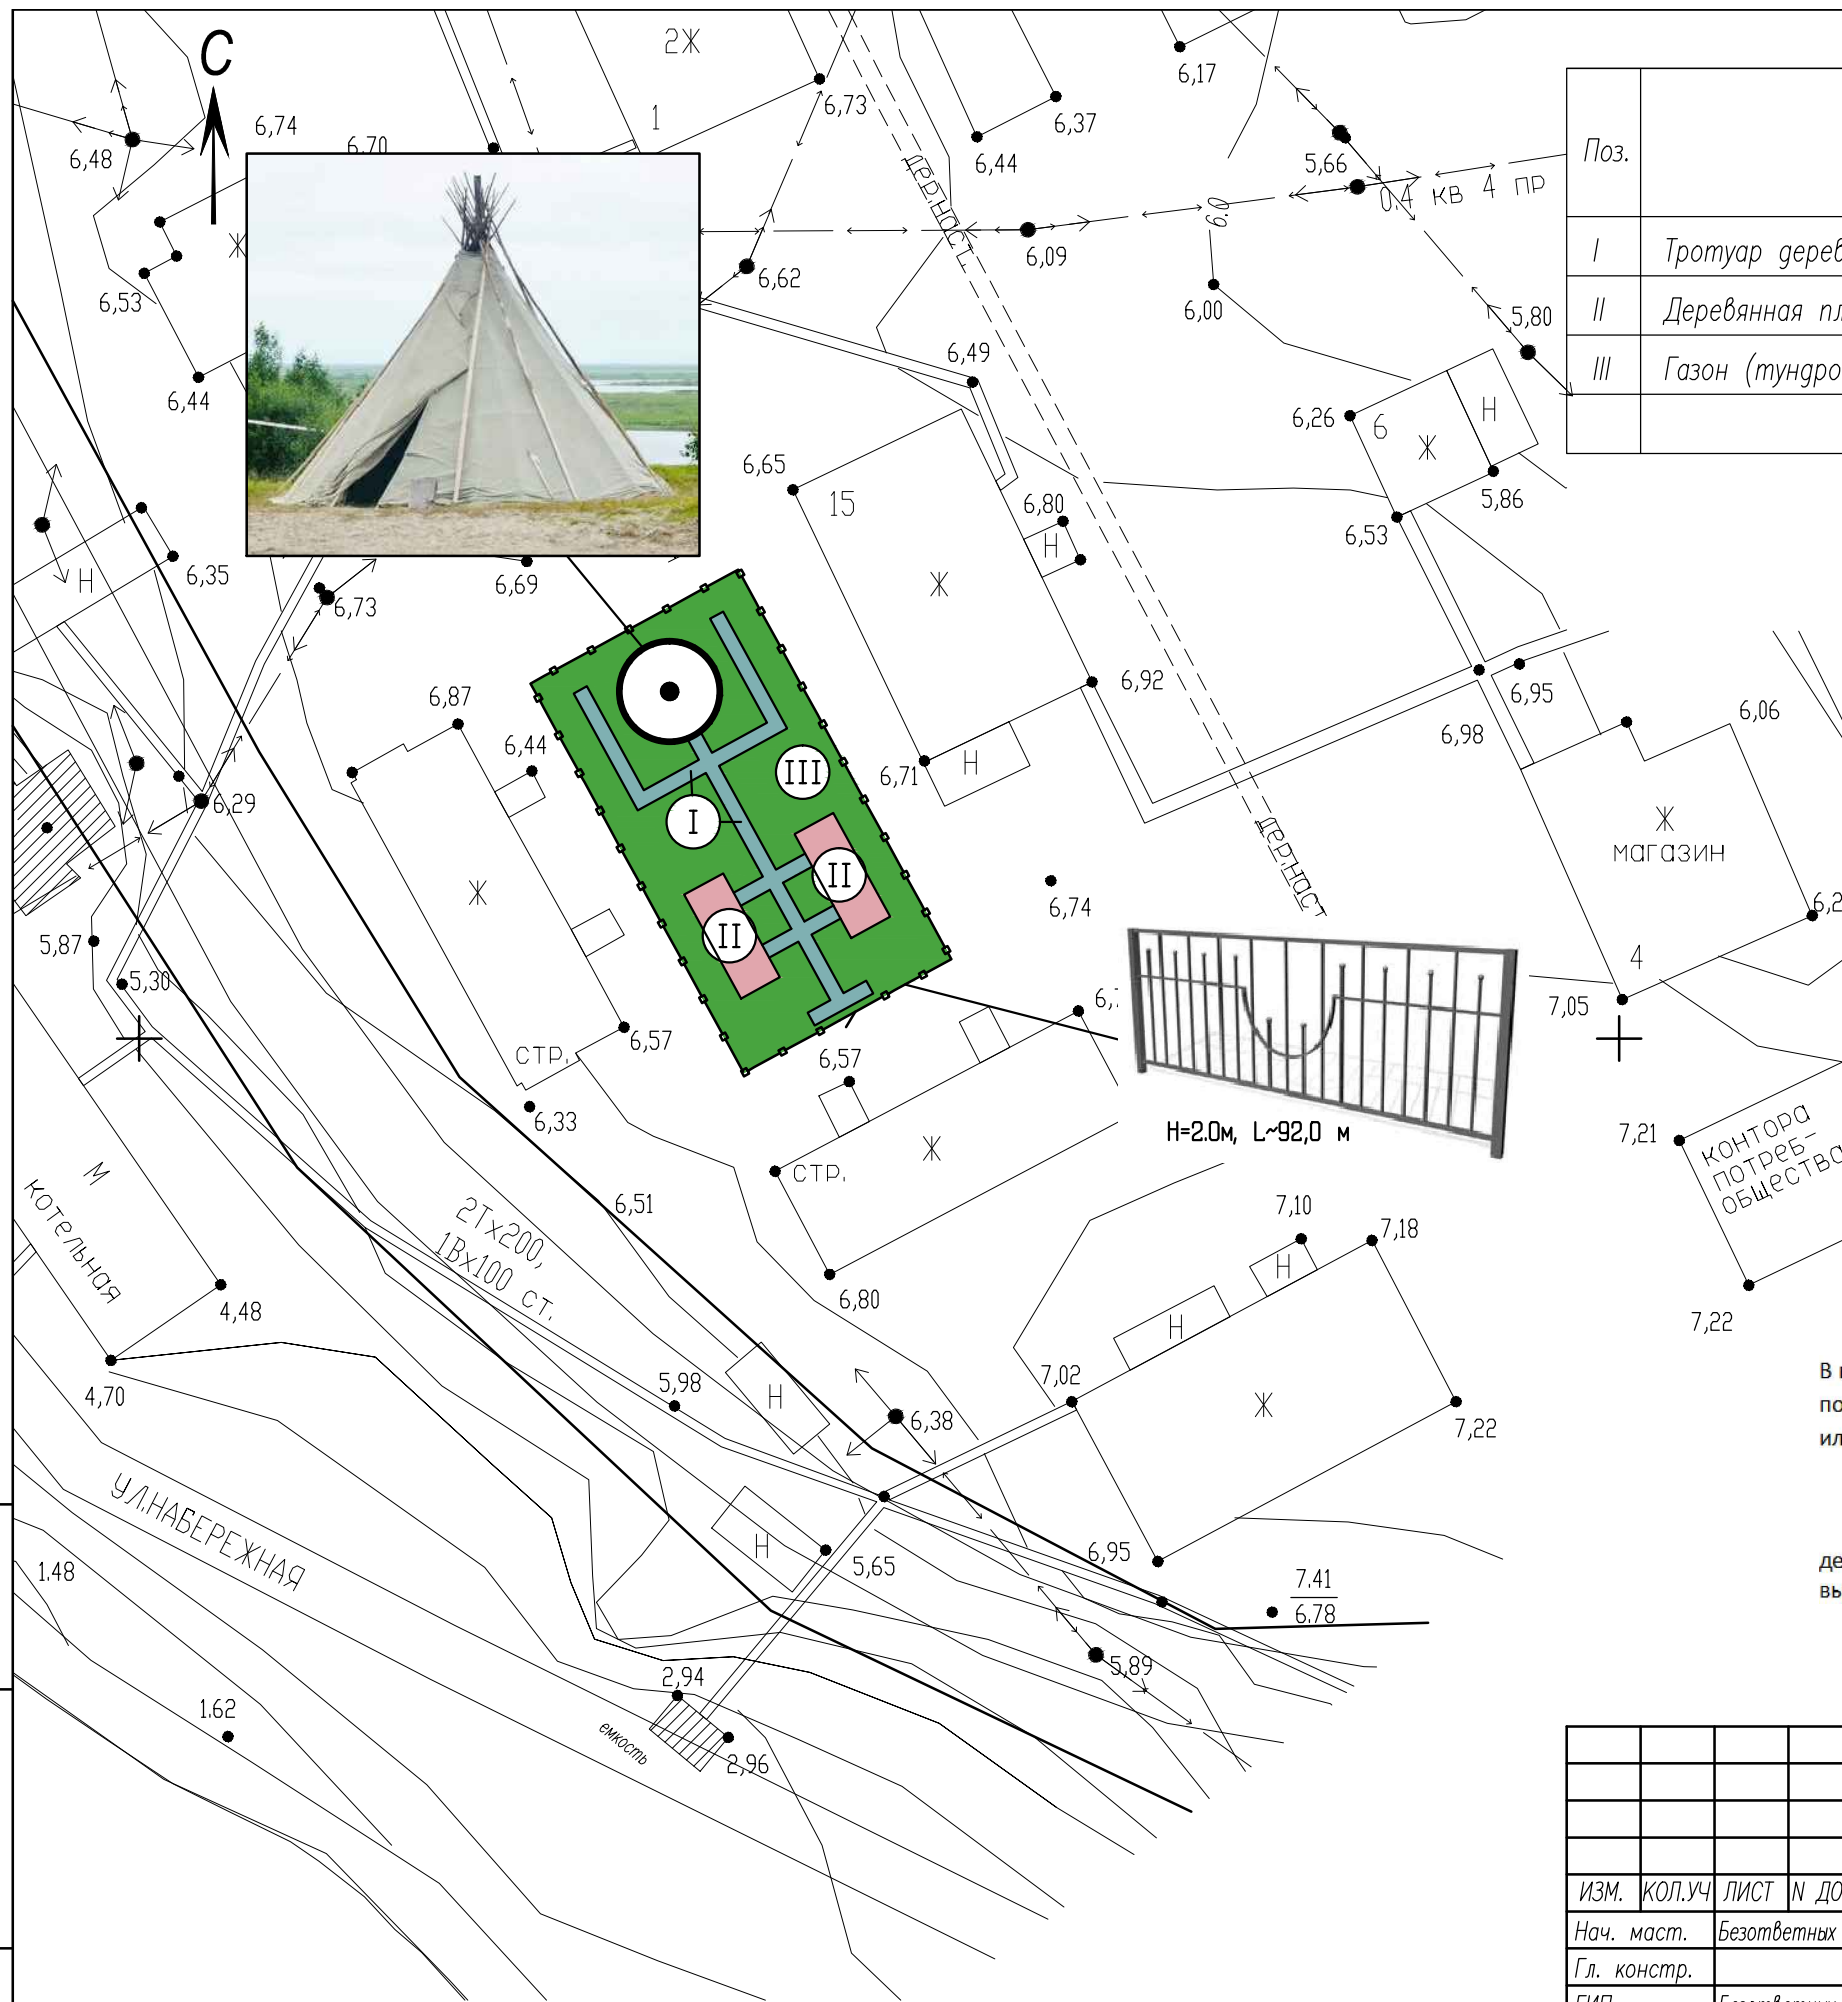 С
2Ж
1
6,73
6,17
6,37
6,44
6,74
6,48
5,66
0.4 КВ 4 ПР
6.0
дернаст
6,09
6,62
6,53
Ж
6,00
5,80
6,44
6,49
6,26
6
Ж
Н
5,86
6,53
6,65
15
6,80
Н
Ж
6,35
Н
6,73
6,69
6,92
6,95
6,98
6,06
6,87
6,44
6,71
Н
I
II
II
III
6,29
Ж
МАГАЗИН
4
7,05
дернаст
6,74
5,87
5,30
Ж
СТР.
6,57
6,57
6,33
СТР.
Ж
H=2.0м, L~92,0 м
7,21
КОНТОРА
ПОТРЕБ-
ОБЩЕСТВА
7,22
М
КОТЕЛЬНАЯ
4,48
4,70
6,51
2Тх200,
1Вх100 СТ.
6,80
7,10
7,18
Н
Н
7,02
Ж
7,22
5,98
Н
6,38
УЛ.НАБЕРЕЖНАЯ
Н
5,65
6,95
7.41
6.78
5,89
1.48
1.62
2,94
емкость
2,96
Поз.
I Тротуар
II Деревянная
III Газон
ИЗМ. КОЛ.УЧ ЛИСТ N
Нач. маст. Безответных
Гл. констр.